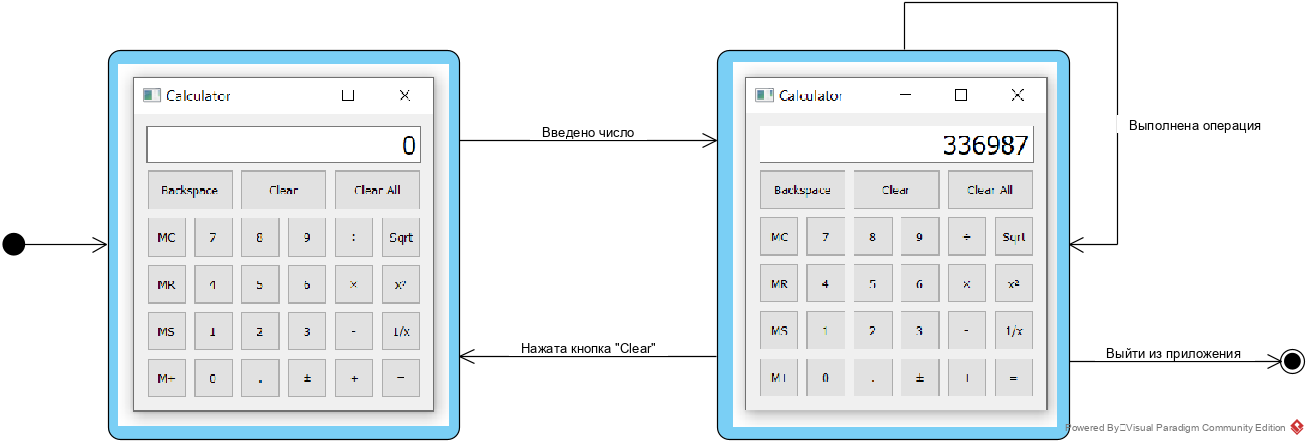 Calculator
0
Backspace Clear Clear All
MC 7 8 9 ÷ Sqrt
MR 4 5 6 × x²
MS 1 2 3 - 1/x
M+ 0 . ± + =
Введено число
Нажата кнопка "Clear"
Calculator
336987
Backspace Clear Clear All
MC 7 8 9 ÷ Sqrt
MR 4 5 6 × x²
MS 1 2 3 - 1/x
M+ 0 . ± + =
Выполнена операция
Выйти из приложения
Powered By Visual Paradigm Community Edition